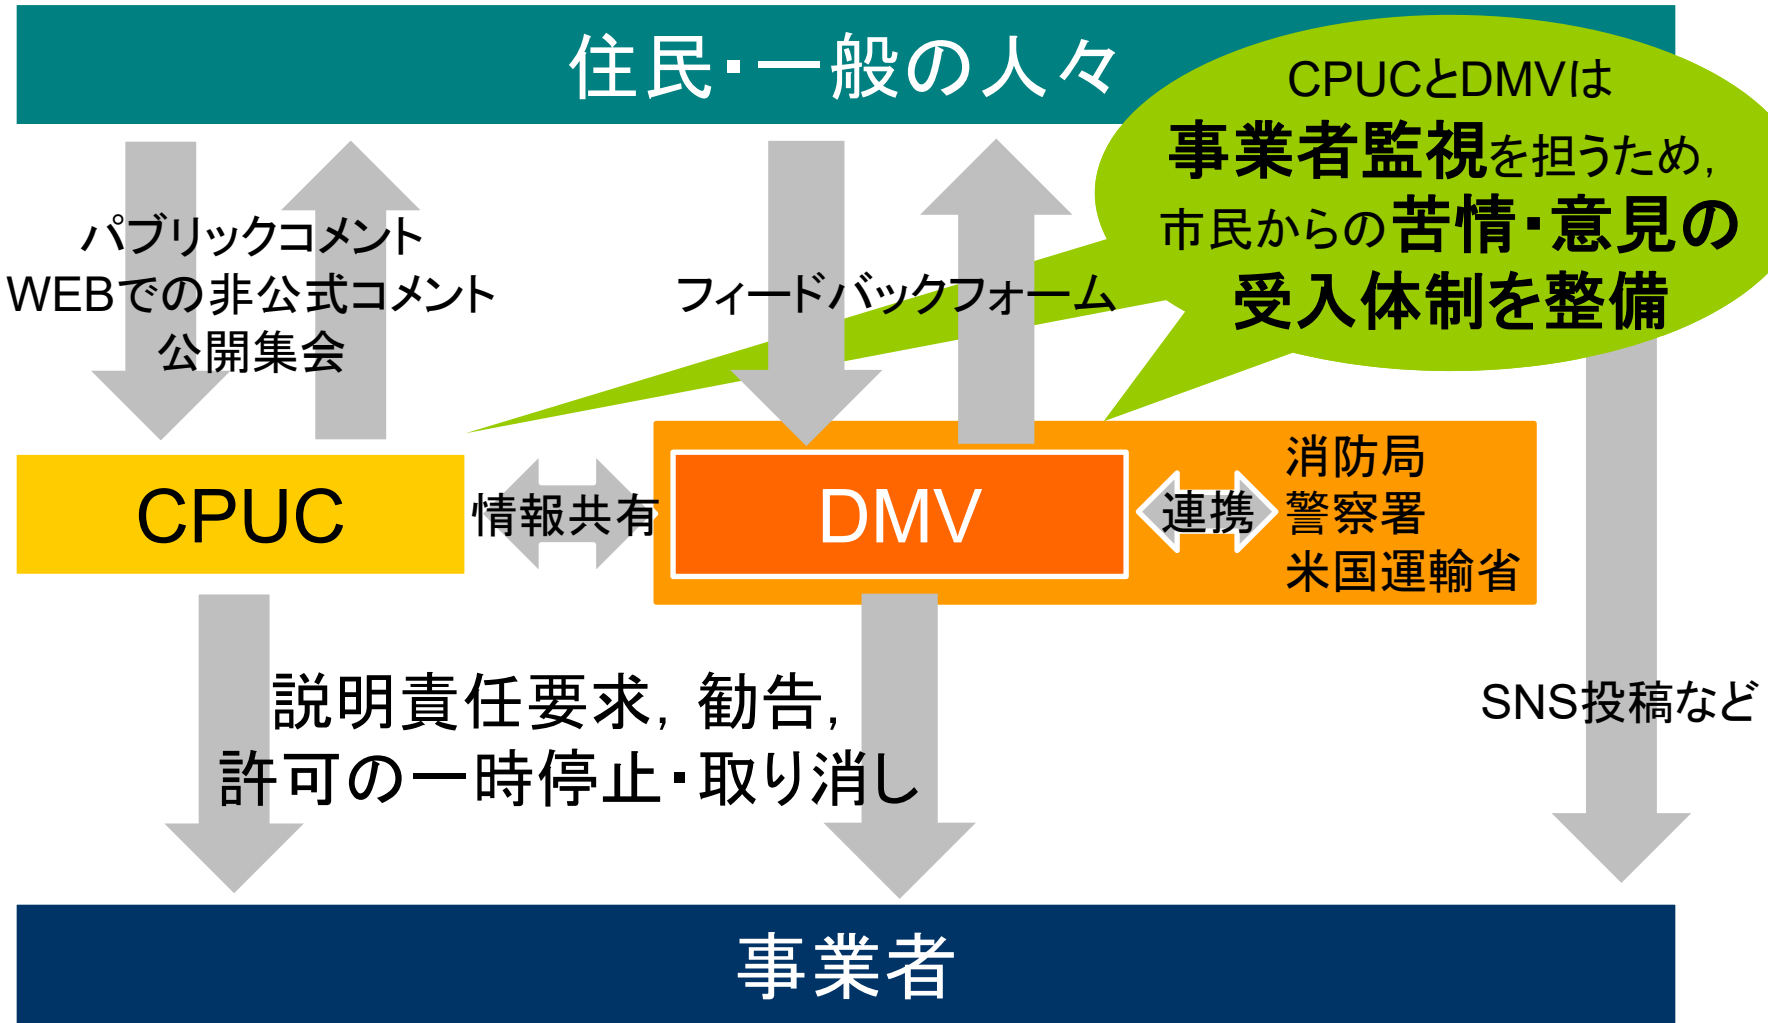 住民・一般の人々
CPUCとDMVは
事業者監視を担うため,
市民からの苦情・意見の
受入体制を整備
パブリックコメント
WEBでの非公式コメント
公開集会
フィードバックフォーム
CPUC
情報共有
DMV
連携
消防局
警察署
米国運輸省
説明責任要求, 勧告,
許可の一時停止・取り消し
SNS投稿など
事業者